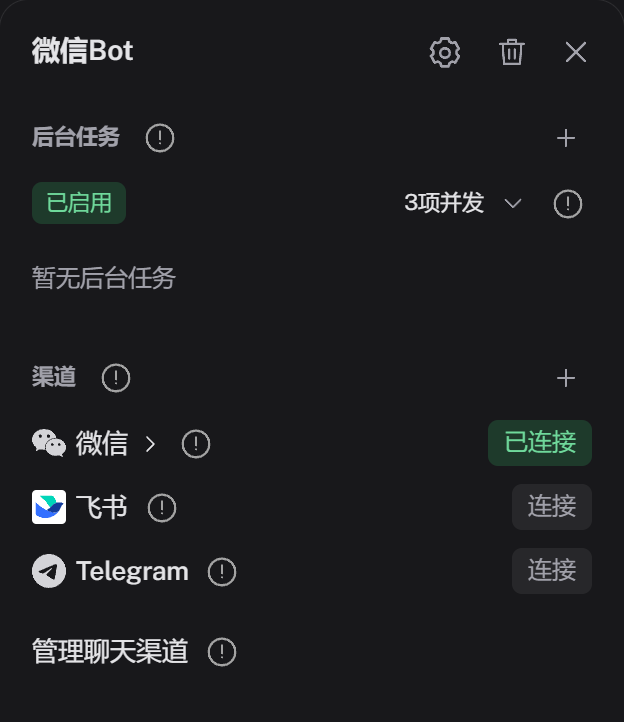 微信Bot
后台任务
已启用 3项并发
暂无后台任务
渠道
微信 已连接
飞书 连接
Telegram 连接
管理聊天渠道